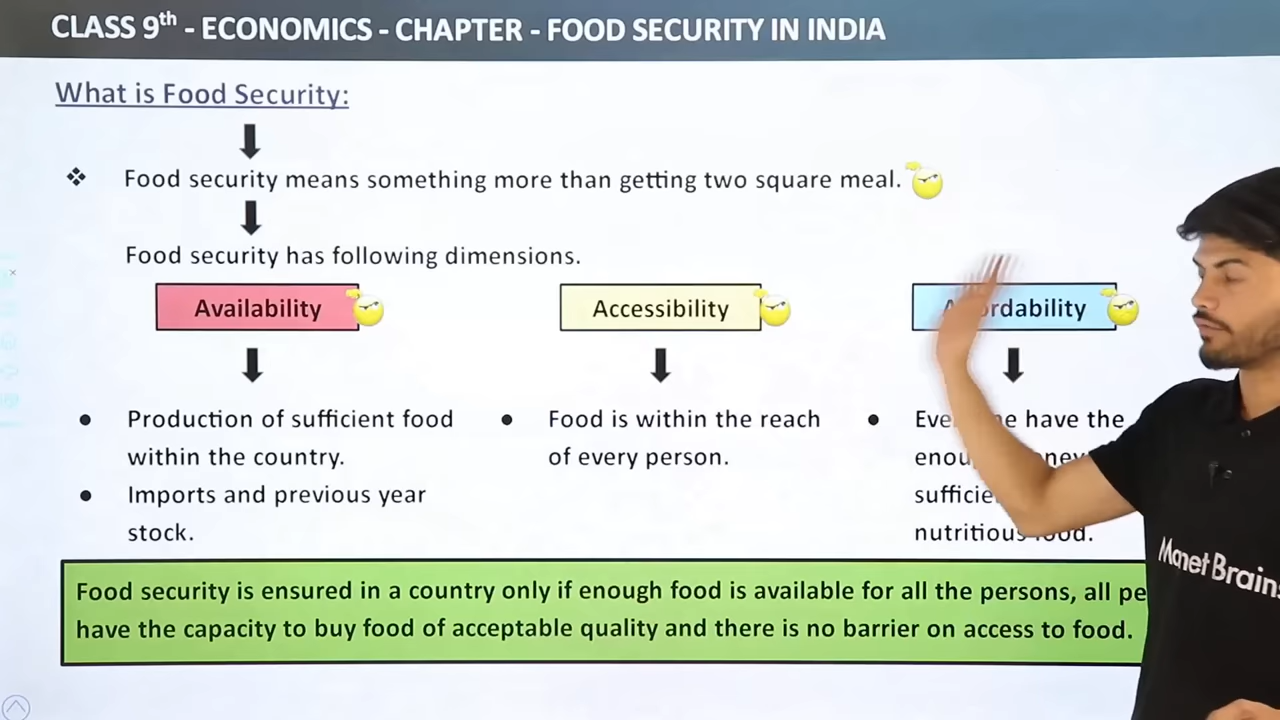 CLASS 9th - ECONOMICS - CHAPTER - FOOD SECURITY IN INDIA
What is Food Security:
❖ Food security means something more than getting two square meal.
Food security has following dimensions.
Availability
• Production of sufficient food
within the country.
• Imports and previous year
stock.
Accessibility
• Food is within the reach
of every person.
• have the
nutritious food.
Food security is ensured in a country only if enough food is available for all the persons, all
have the capacity to buy food of acceptable quality and there is no barrier on access to food.
Magnet Brains